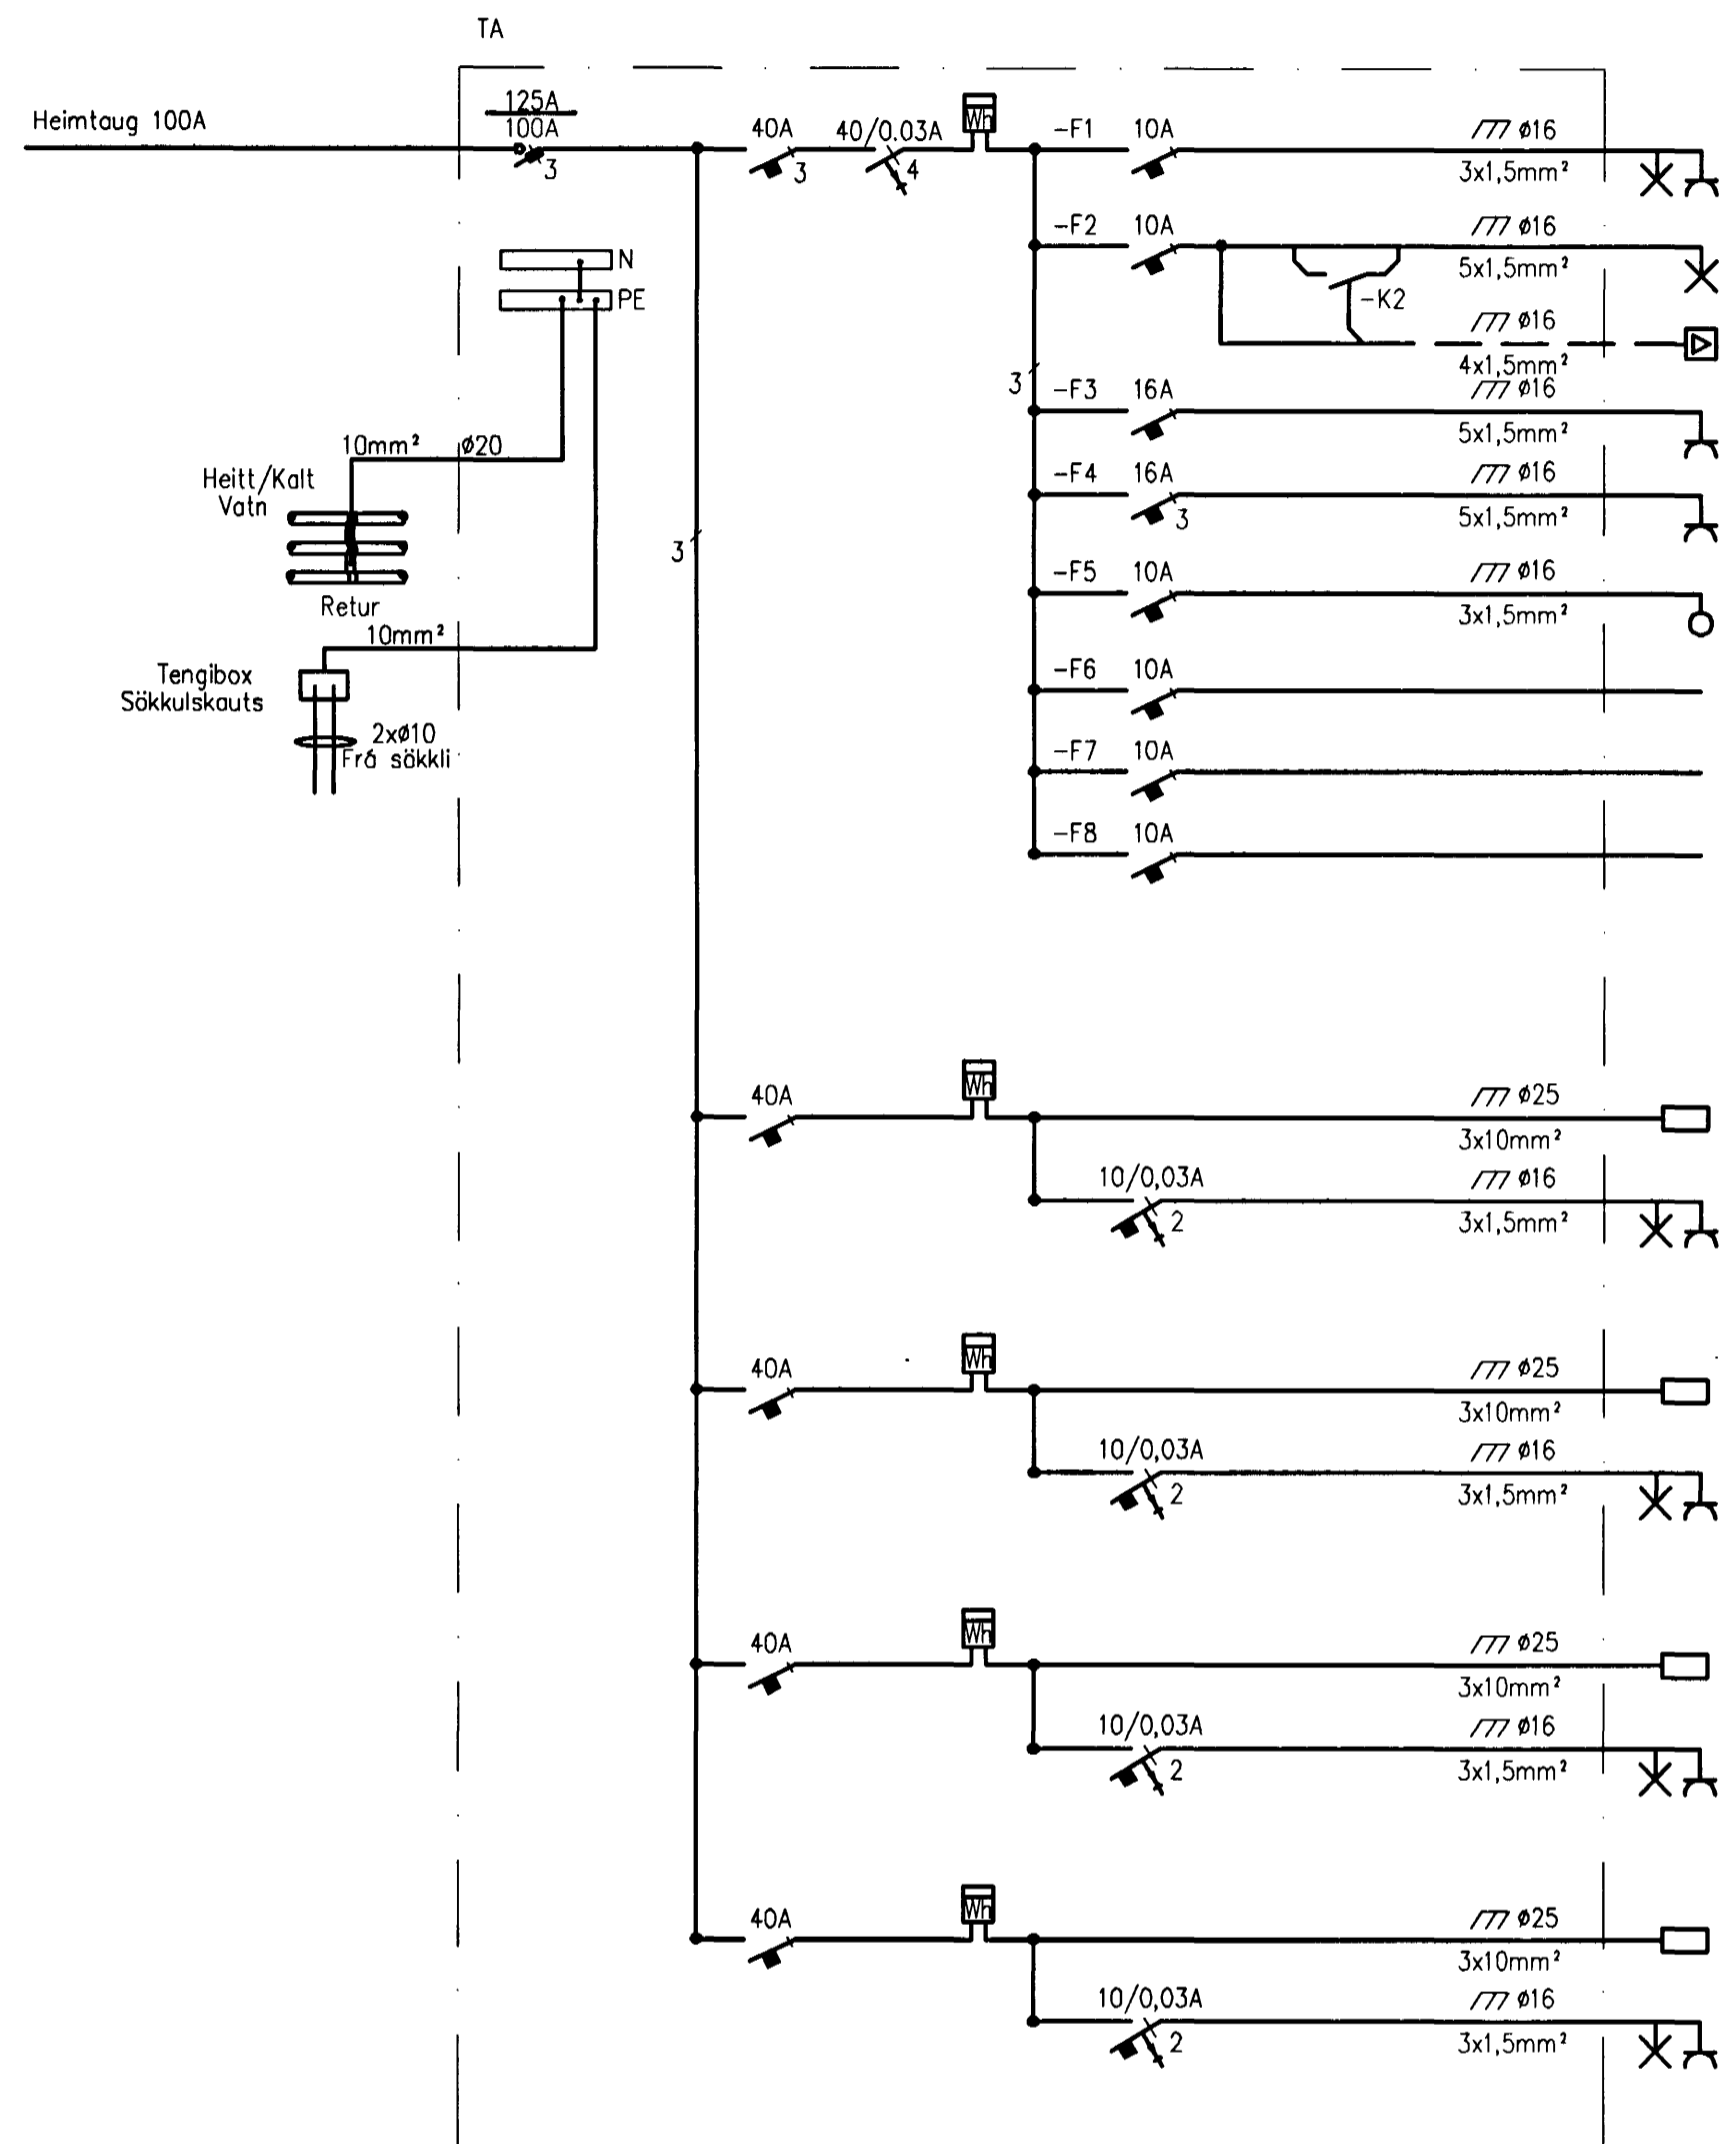 TA
Heimtaug 100A
125A
100A
3
40A
3
40/0.03A
4
Wh
-F1 10A
ø16
3x1,5mm²
-F2 10A
ø16
5x1,5mm²
-K2
ø16
4x1,5mm²
N
PE
3
-F3 16A
ø16
5x1,5mm²
10mm² ø20
Heitt/Kalt
Vatn
Retur
-F4 16A
3
ø16
5x1,5mm²
3
-F5 10A
ø16
3x1,5mm²
10mm²
Tengibox
Sökkulskauts
2xø10
Frá sökkli
-F6 10A
-F7 10A
-F8 10A
40A
Wh
ø25
3x10mm²
10/0,03A
2
ø16
3x1,5mm²
40A
Wh
ø25
3x10mm²
10/0,03A
2
ø16
3x1,5mm²
40A
Wh
ø25
3x10mm²
10/0,03A
2
ø16
3x1,5mm²
40A
Wh
ø25
3x10mm²
10/0,03A
2
ø16
3x1,5mm²